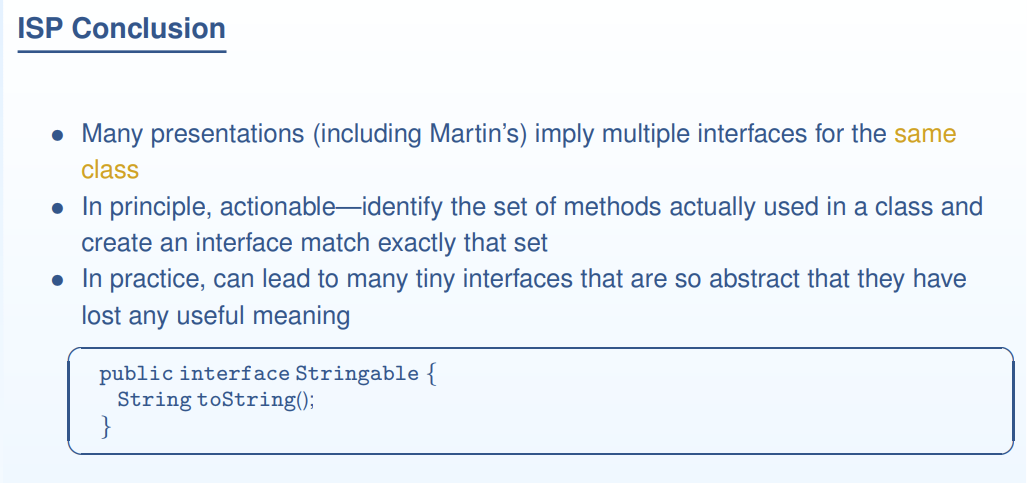 ISP Conclusion
● Many presentations (including Martin's) imply multiple interfaces for the same
class
● In principle, actionable—identify the set of methods actually used in a class and
create an interface match exactly that set
● In practice, can lead to many tiny interfaces that are so abstract that they have
lost any useful meaning
public interface Stringable {
String toString();
}